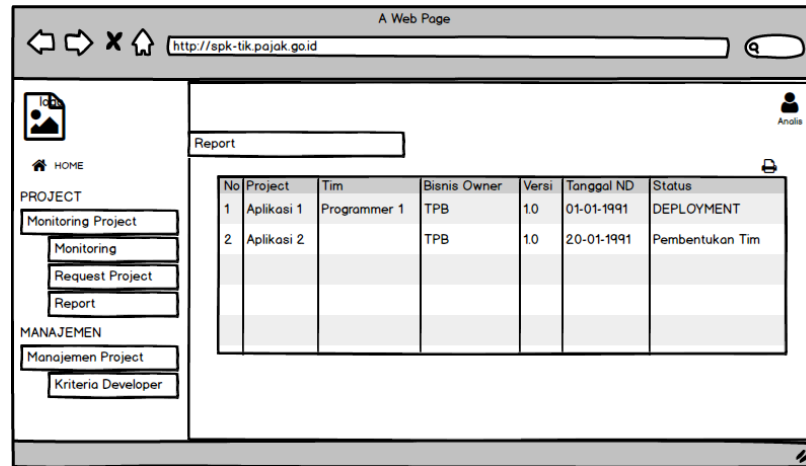 A Web Page
http://spk-tik.pajak.go.id
logo
Analis
Report
HOME
PROJECT
Monitoring Project
Monitoring
Request Project
Report
MANAJEMEN
Manajemen Project
Kriteria Developer
No Project Tim Bisnis Owner Versi Tanggal ND Status
1 Aplikasi 1 Programmer 1 TPB 1.0 01-01-1991 DEPLOYMENT
2 Aplikasi 2 TPB 1.0 20-01-1991 Pembentukan Tim